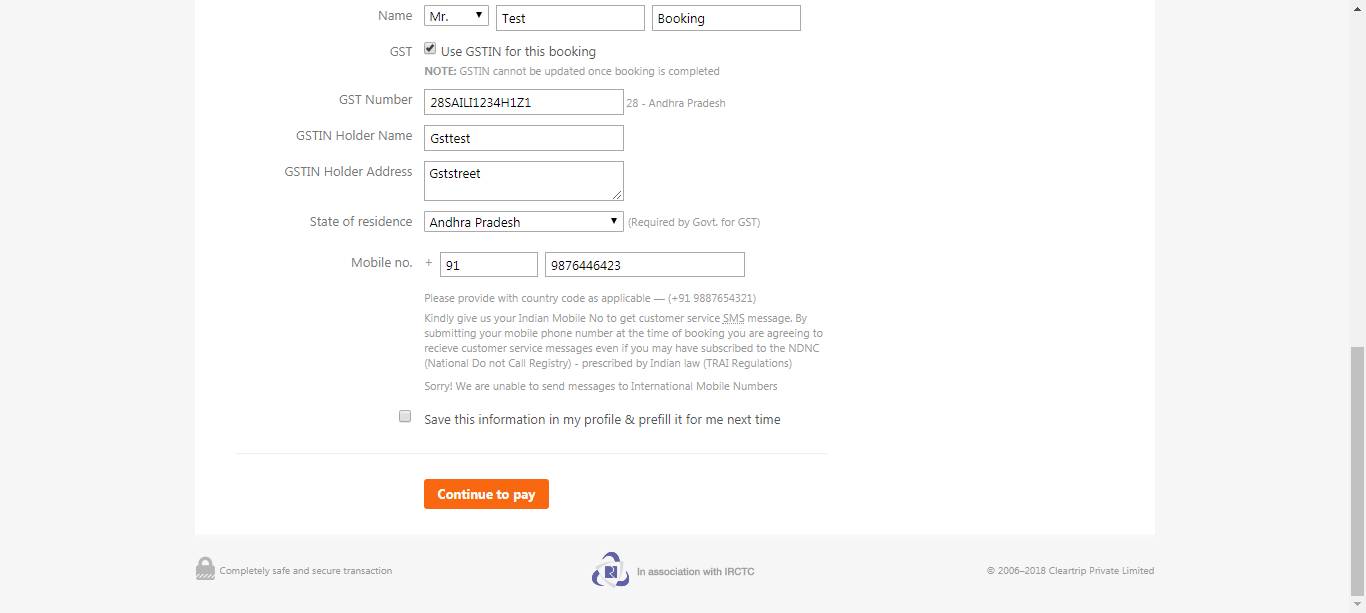 Name Mr. Test Booking
GST Use GSTIN for this booking
NOTE: GSTIN cannot be updated once booking is completed
GST Number 28SAILI1234H1Z1 28 - Andhra Pradesh
GSTIN Holder Name Gsttest
GSTIN Holder Address Gststreet
State of residence Andhra Pradesh (Required by Govt. for GST)
Mobile no. + 91 9876446423
Please provide with country code as applicable — (+91 9887654321)
Kindly give us your Indian Mobile No to get customer service SMS message. By
submitting your mobile phone number at the time of booking you are agreeing to
recieve customer service messages even if you may have subscribed to the NDNC
(National Do not Call Registry) - prescribed by Indian law (TRAI Regulations)
Sorry! We are unable to send messages to International Mobile Numbers
Save this information in my profile & prefill it for me next time
Continue to pay
Completely safe and secure transaction In association with IRCTC © 2006–2018 Cleartrip Private Limited